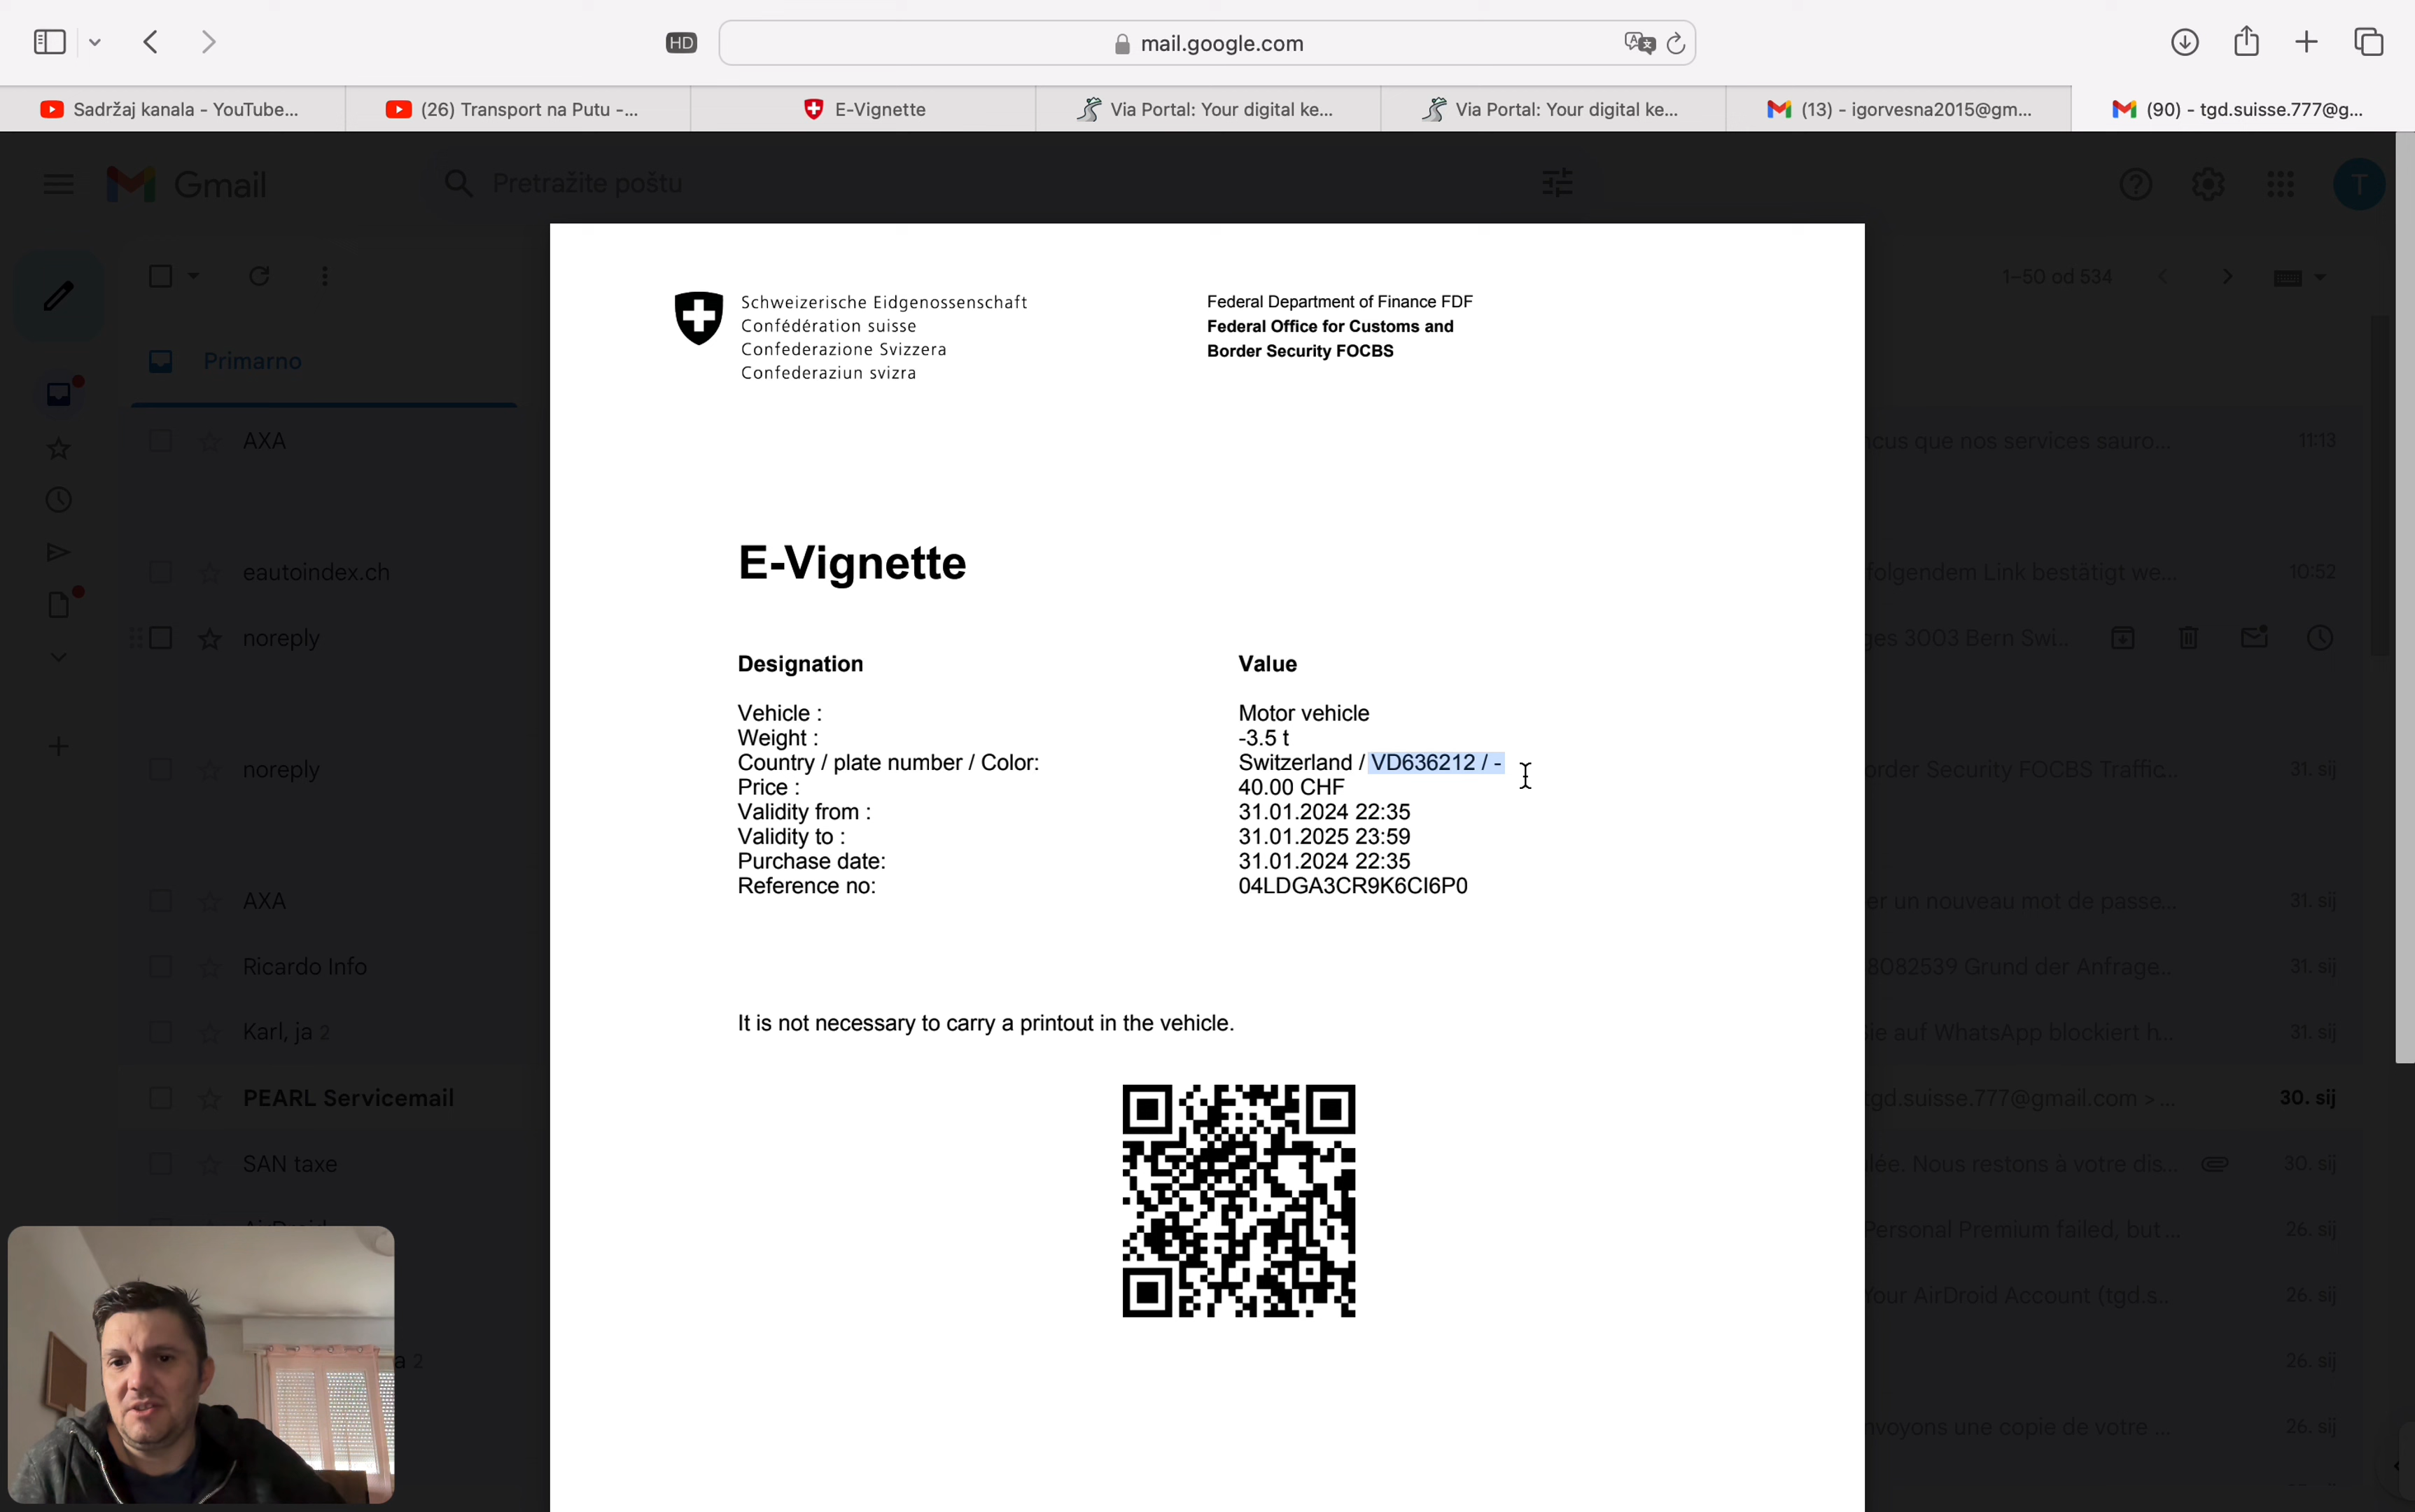 HD
mail.google.com
Sadržaj kanala - YouTube...
(26) Transport na Putu -...
E-Vignette
Via Portal: Your digital ke...
Via Portal: Your digital ke...
(13) - igorvesna2015@gm...
(90) - tgd.suisse.777@g...
Gmail
Pretražite poštu
T
1–50 od 534
Primarno
AXA
cus que nos services sauro...
11:13
eautoindex.ch
folgendem Link bestätigt we...
10:52
noreply
ges 3003 Bern Swi...
noreply
order Security FOCBS Traffic...
31. sij
AXA
er un nouveau mot de passe...
31. sij
Ricardo Info
8082539 Grund der Anfrage...
31. sij
Karl, ja 2
ie auf WhatsApp blockiert h...
31. sij
PEARL Servicemail
tgd.suisse.777@gmail.com > ...
30. sij
SAN taxe
lée. Nous restons à votre dis...
30. sij
Personal Premium failed, but ...
26. sij
Your AirDroid Account (tgd.s...
26. sij
a 2
26. sij
nvoyons une copie de votre ...
26. sij
Schweizerische Eidgenossenschaft
Confédération suisse
Confederazione Svizzera
Confederaziun svizra
Federal Department of Finance FDF
Federal Office for Customs and
Border Security FOCBS
E-Vignette
Designation Value
Vehicle : Motor vehicle
Weight : -3.5 t
Country / plate number / Color: Switzerland / VD636212 / -
Price : 40.00 CHF
Validity from : 31.01.2024 22:35
Validity to : 31.01.2025 23:59
Purchase date: 31.01.2024 22:35
Reference no: 04LDGA3CR9K6CI6P0
It is not necessary to carry a printout in the vehicle.